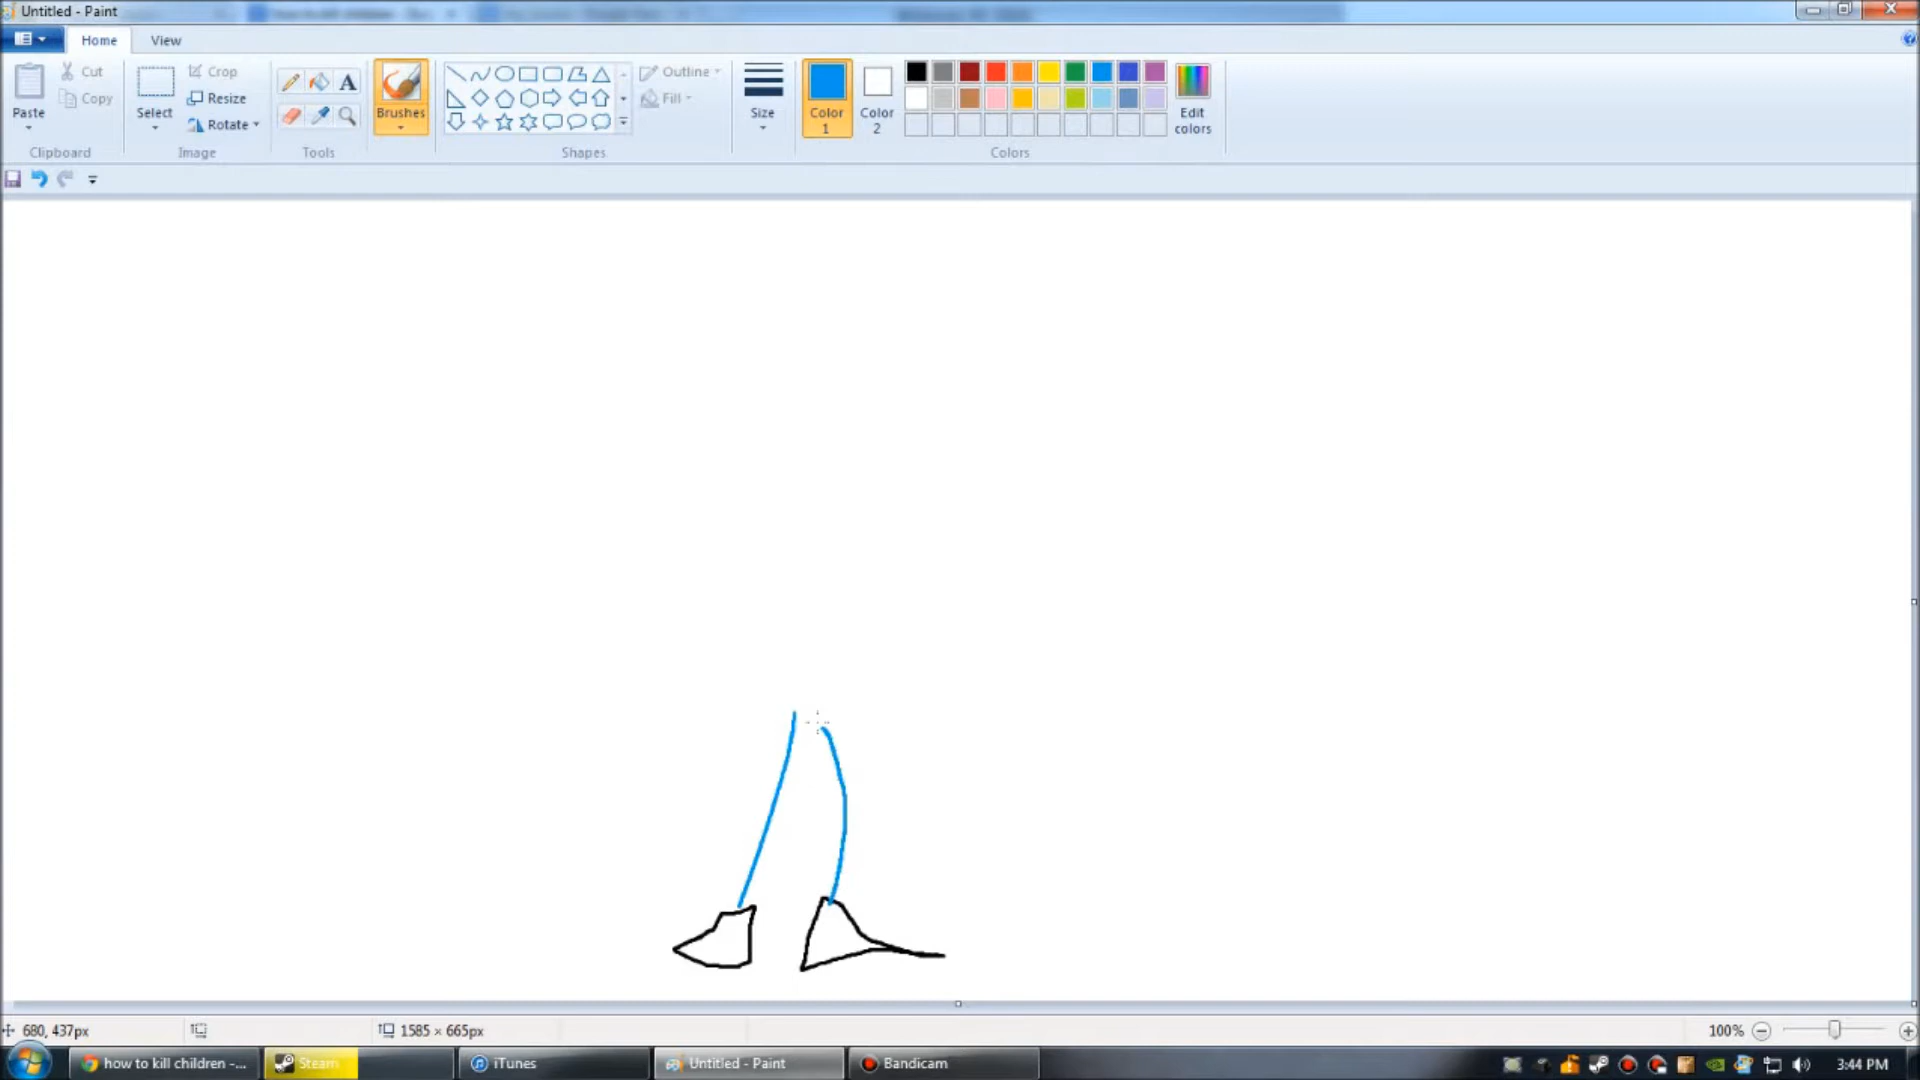 Untitled - Paint
Home View
Paste
Cut
Copy
Clipboard
Select
Crop
Resize
Rotate
Image
A
Tools
Brushes
Shapes
Outline
Fill
Size
Color 1
Color 2
Edit colors
Colors
680, 437px
1585 × 665px
100%
how to kill children -...
Steam
iTunes
Untitled - Paint
Bandicam
3:44 PM